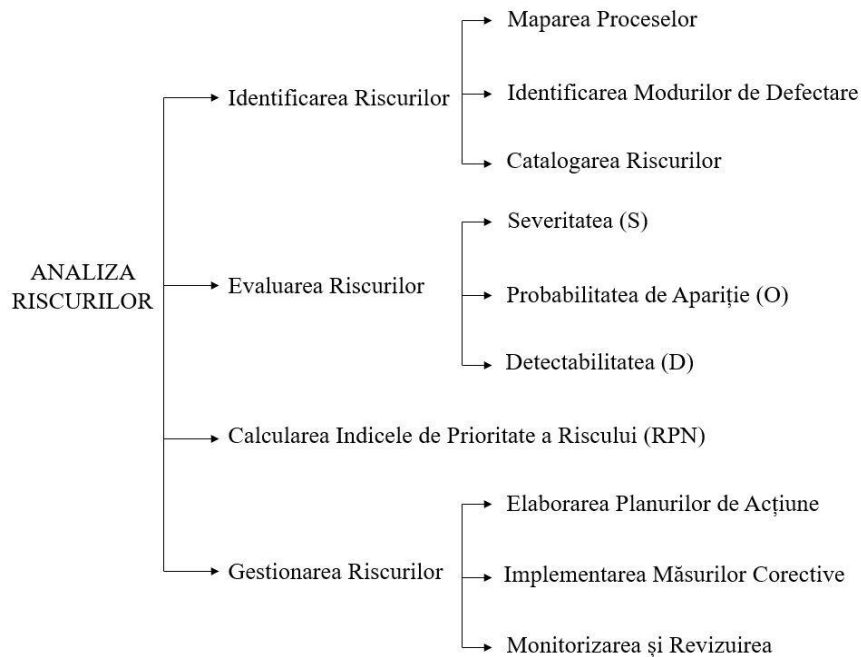 ANALIZA
RISCURILOR
Identificarea Riscurilor
Maparea Proceselor
Identificarea Modurilor de Defectare
Catalogarea Riscurilor
Evaluarea Riscurilor
Severitatea (S)
Probabilitatea de Apariție (O)
Detectabilitatea (D)
Calcularea Indicele de Prioritate a Riscului (RPN)
Gestionarea Riscurilor
Elaborarea Planurilor de Acțiune
Implementarea Măsurilor Corective
Monitorizarea și Revizuirea